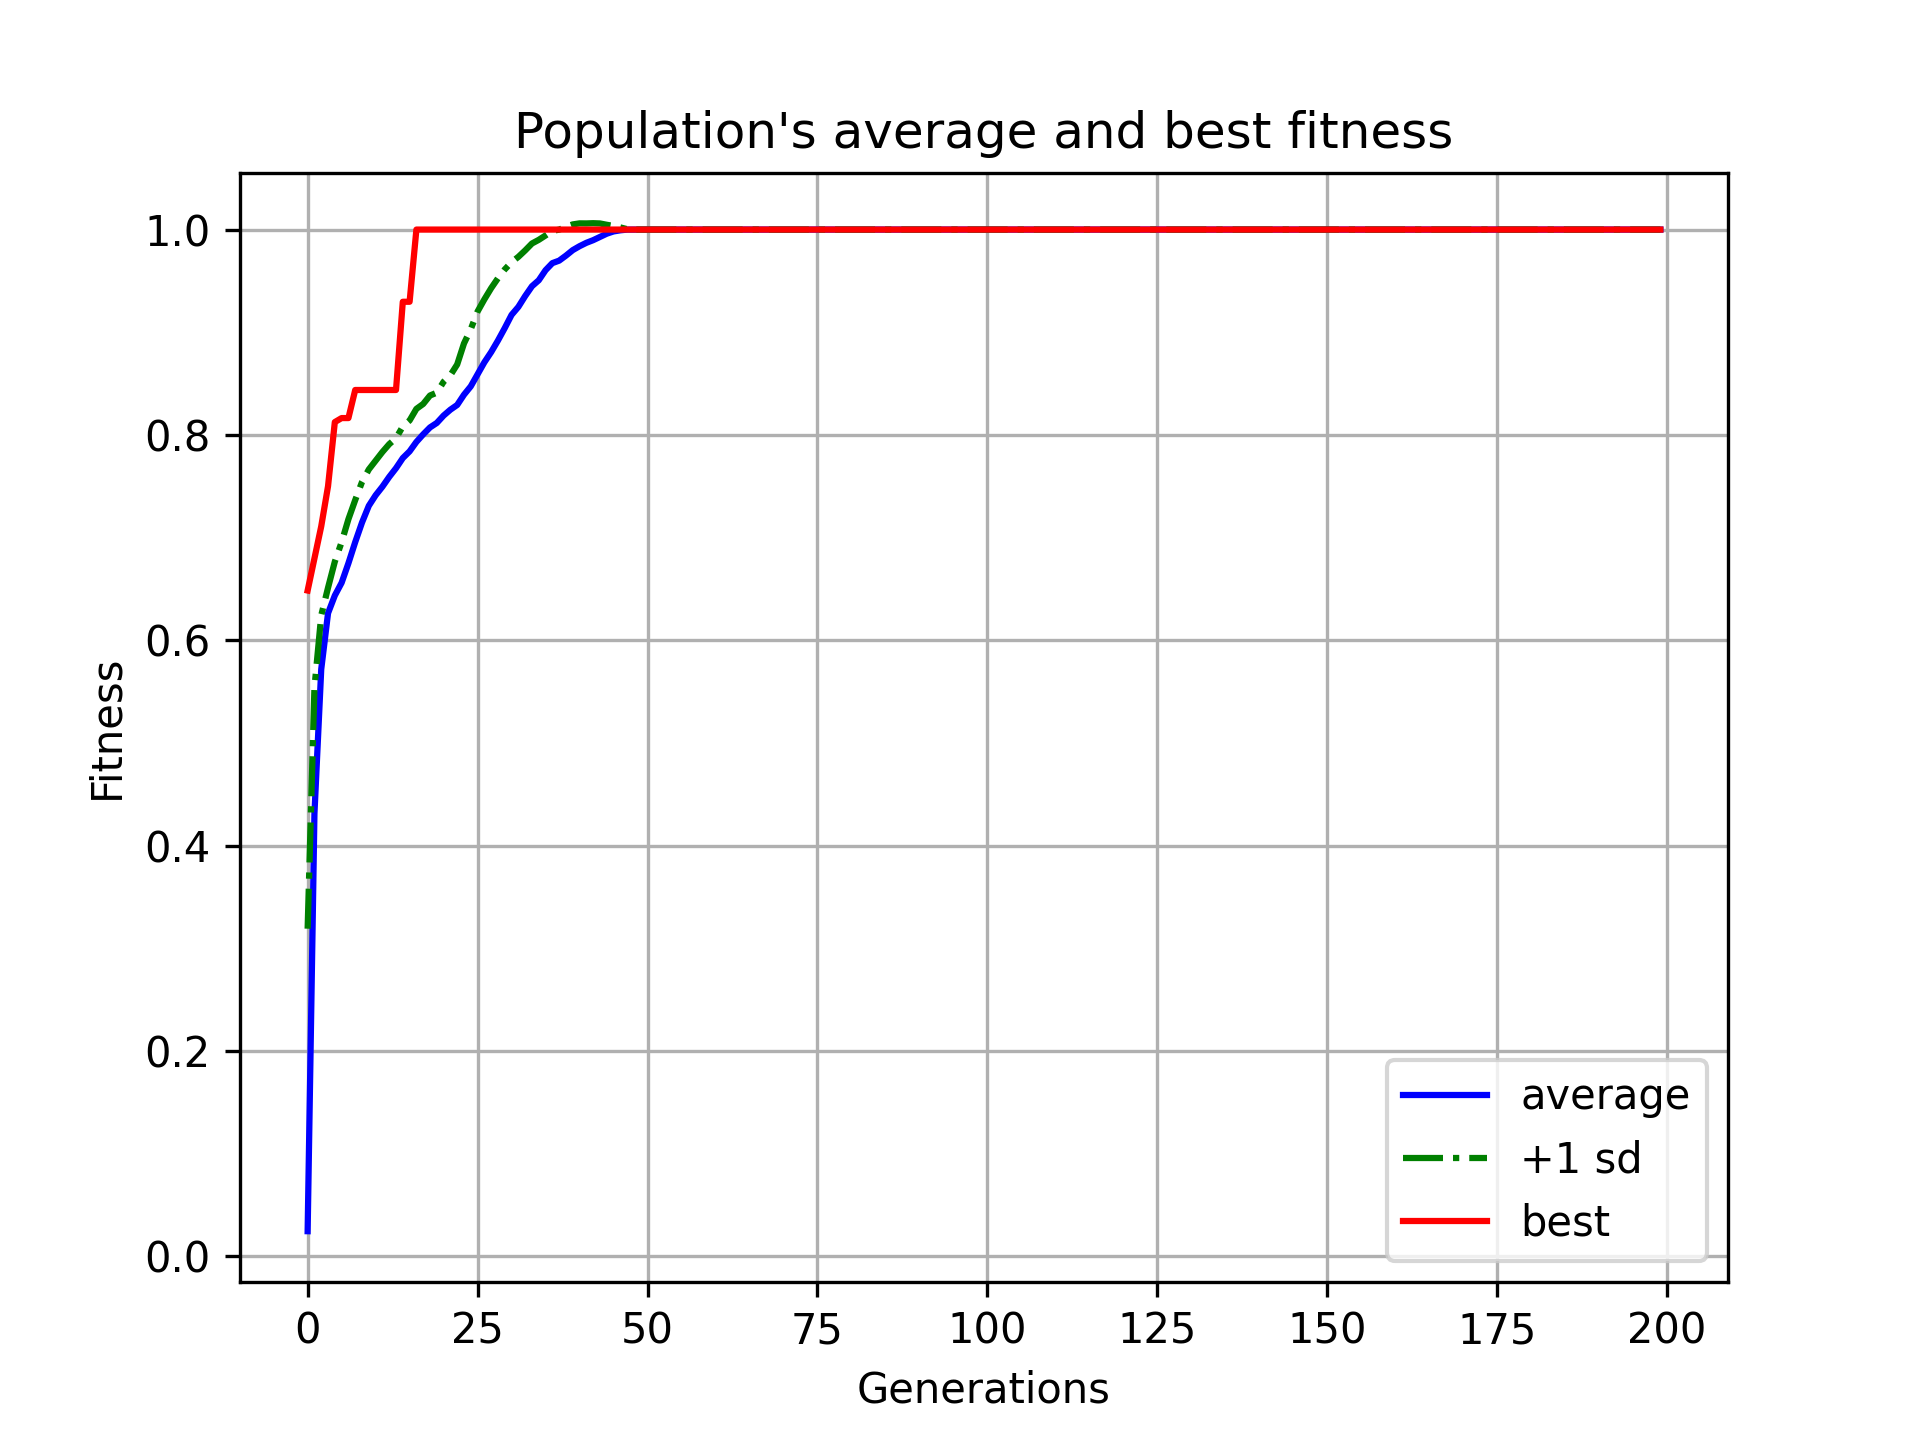 Population's average and best fitness
1.0
0.8
0.6
0.4
0.2
0.0
Fitness
0 25 50 75 100 125 150 175 200
Generations
average
+1 sd
best